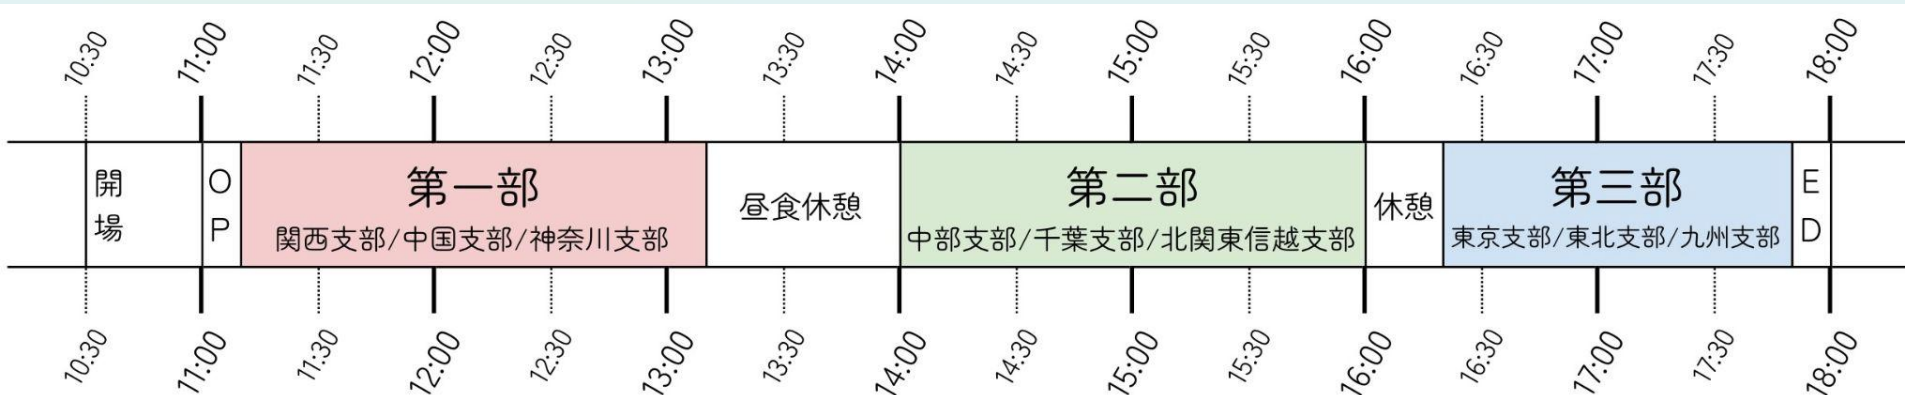 10:30 11:00 11:30 12:00 12:30 13:00 13:30 14:00 14:30 15:00 15:30 16:00 16:30 17:00 17:30 18:00
開場
OP
第一部
関西支部/中国支部/神奈川支部
昼食休憩
第二部
中部支部/千葉支部/北関東信越支部
休憩
第三部
東京支部/東北支部/九州支部
ED
10:30 11:00 11:30 12:00 12:30 13:00 13:30 14:00 14:30 15:00 15:30 16:00 16:30 17:00 17:30 18:00